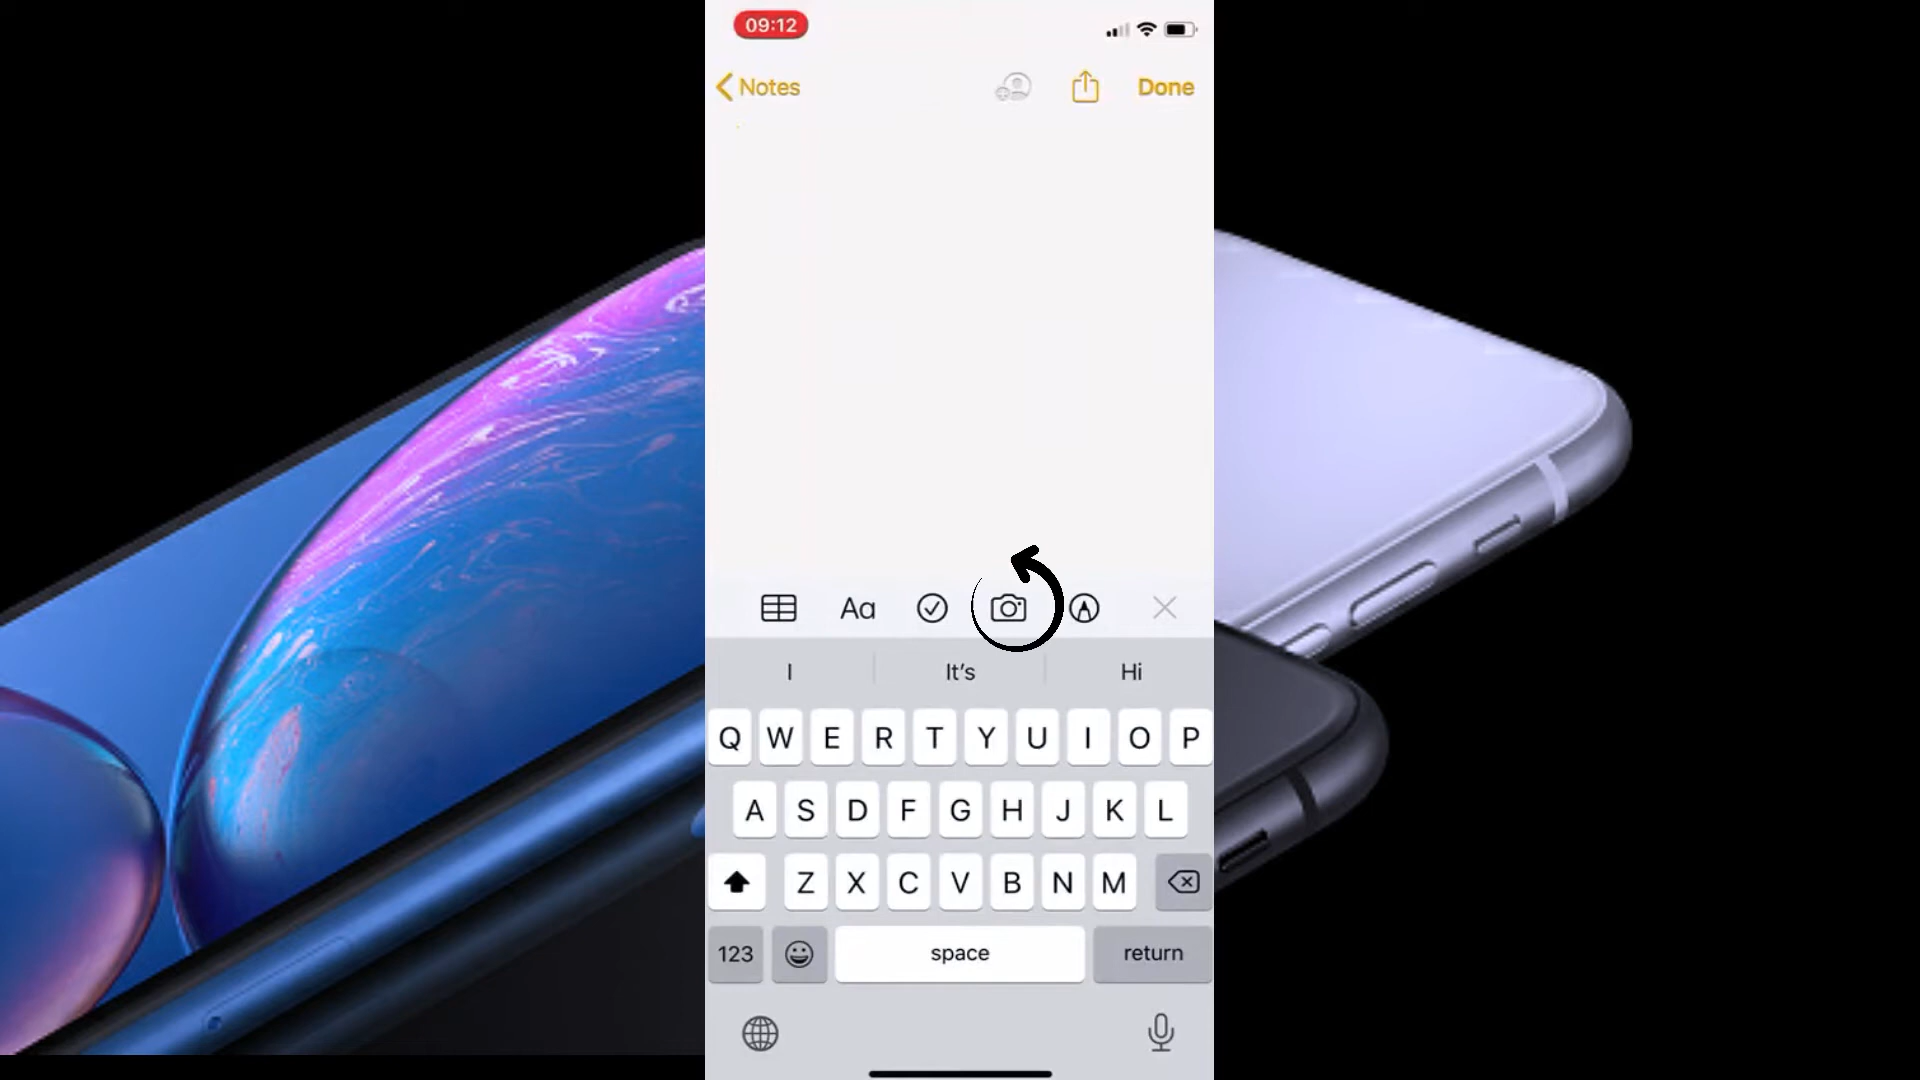 09:12
Notes
Done
Aa
I It's Hi
Q W E R T Y U I O P
A S D F G H J K L
Z X C V B N M
123 space return